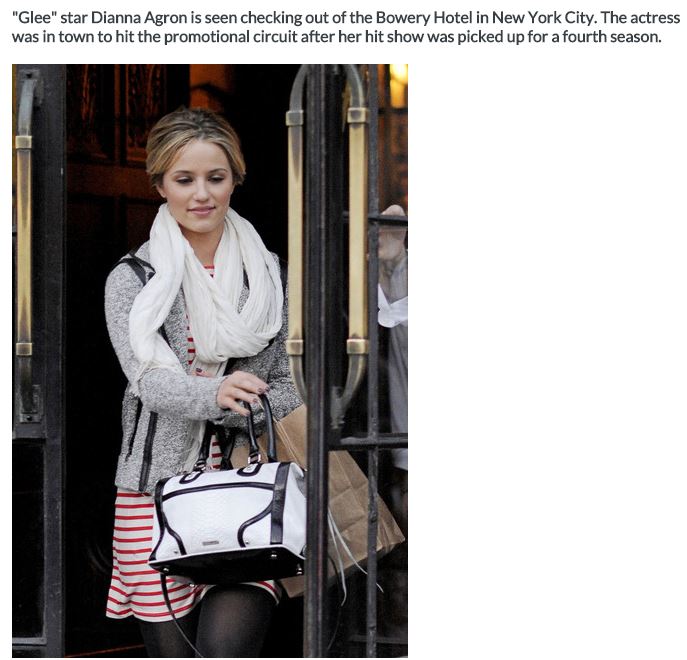 "Glee" star Dianna Agron is seen checking out of the Bowery Hotel in New York City. The actress
was in town to hit the promotional circuit after her hit show was picked up for a fourth season.